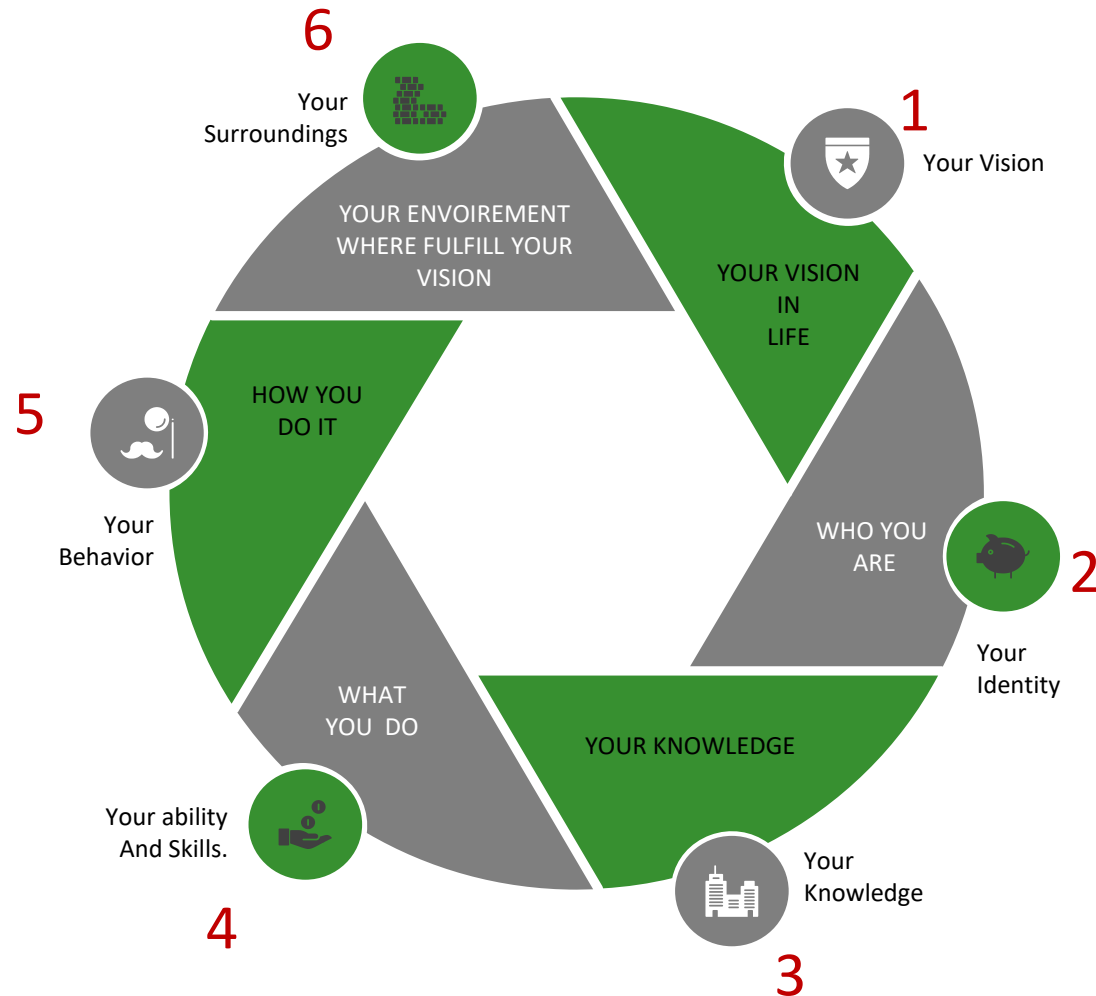 1
Your Vision
YOUR VISION
IN
LIFE
2
Your
Identity
WHO YOU
ARE
3
Your
Knowledge
YOUR KNOWLEDGE
4
Your ability
And Skills.
WHAT
YOU  DO
5
Your
Behavior
HOW YOU
DO IT
6
Your
Surroundings
YOUR ENVOIREMENT
WHERE FULFILL YOUR
VISION